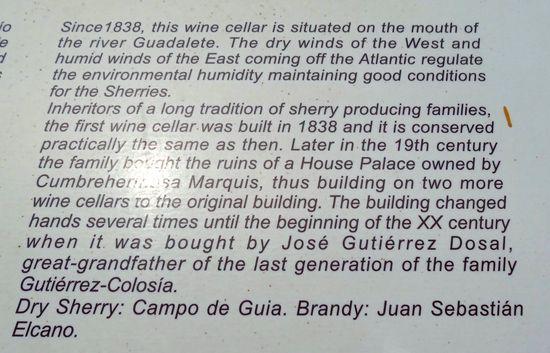 Since1838, this wine cellar is situated on the mouth of
the river Guadalete. The dry winds of the West and
humid winds of the East coming off the Atlantic regulate
the environmental humidity maintaining good conditions
for the Sherries.
Inheritors of a long tradition of sherry producing families,
the first wine cellar was built in 1838 and it is conserved
practically the same as then. Later in the 19th century
the family bought the ruins of a House Palace owned by
Marquis, thus building on two more
wine cellars to the original building. The building changed
hands several times until the beginning of the XX century
when it was bought by José Gutiérrez Dosal,
great-grandfather of the last generation of the family
Gutiérrez-Colosía.
Dry Sherry: Campo de Guia. Brandy: Juan Sebastián
Elcano.